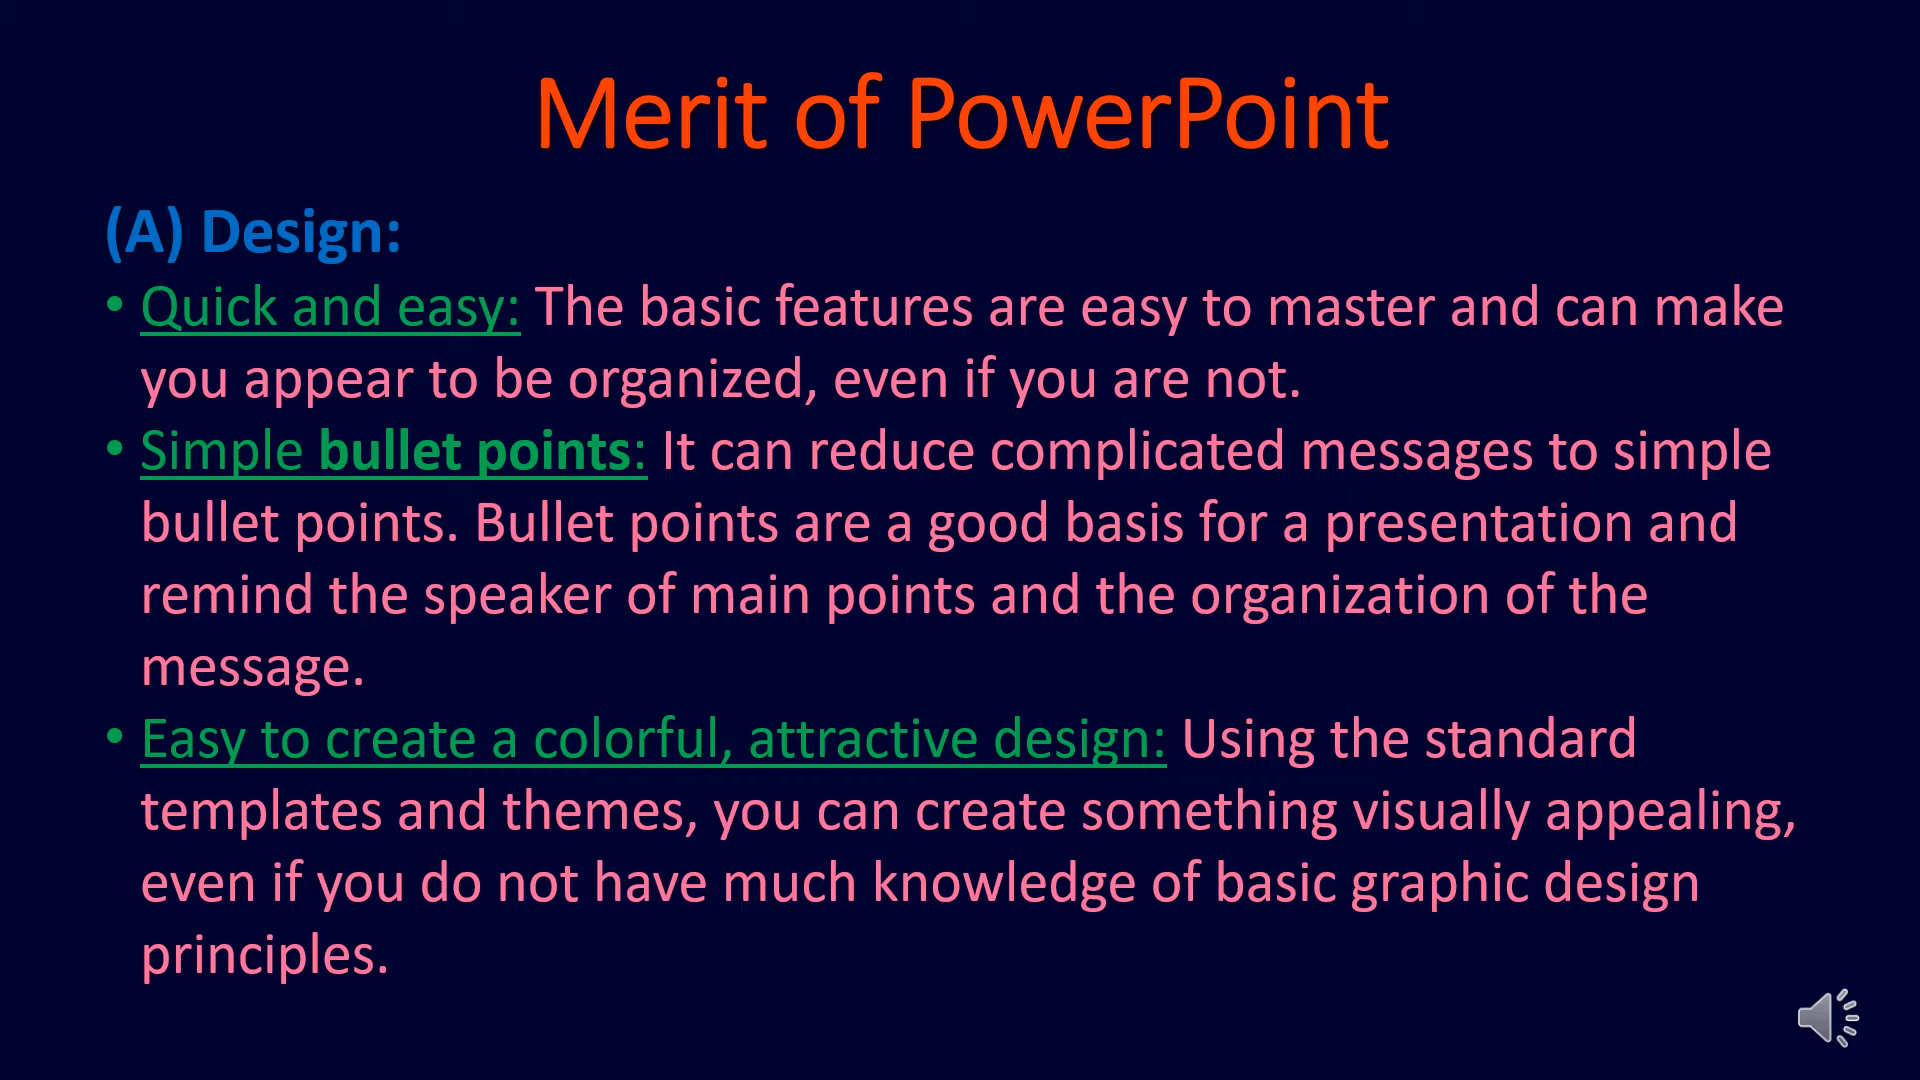 Merit of PowerPoint
(A) Design:
• Quick and easy: The basic features are easy to master and can make
you appear to be organized, even if you are not.
• Simple bullet points: It can reduce complicated messages to simple
bullet points. Bullet points are a good basis for a presentation and
remind the speaker of main points and the organization of the
message.
• Easy to create a colorful, attractive design: Using the standard
templates and themes, you can create something visually appealing,
even if you do not have much knowledge of basic graphic design
principles.